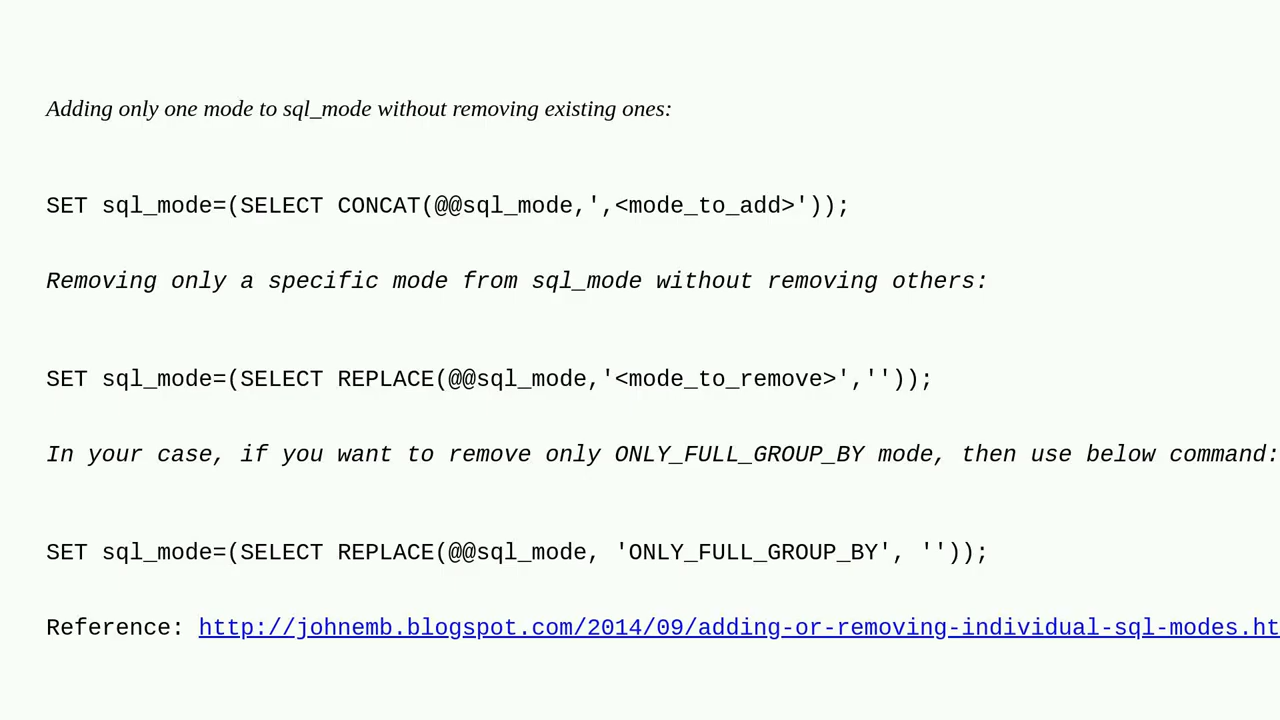 Adding only one mode to sql_mode without removing existing ones:
SET sql_mode=(SELECT CONCAT(@@sql_mode,',<mode_to_add>'));
Removing only a specific mode from sql_mode without removing others:
SET sql_mode=(SELECT REPLACE(@@sql_mode,'<mode_to_remove>',''));
In your case, if you want to remove only ONLY_FULL_GROUP_BY mode, then use below command:
SET sql_mode=(SELECT REPLACE(@@sql_mode, 'ONLY_FULL_GROUP_BY', ''));
Reference: http://johnemb.blogspot.com/2014/09/adding-or-removing-individual-sql-modes.ht